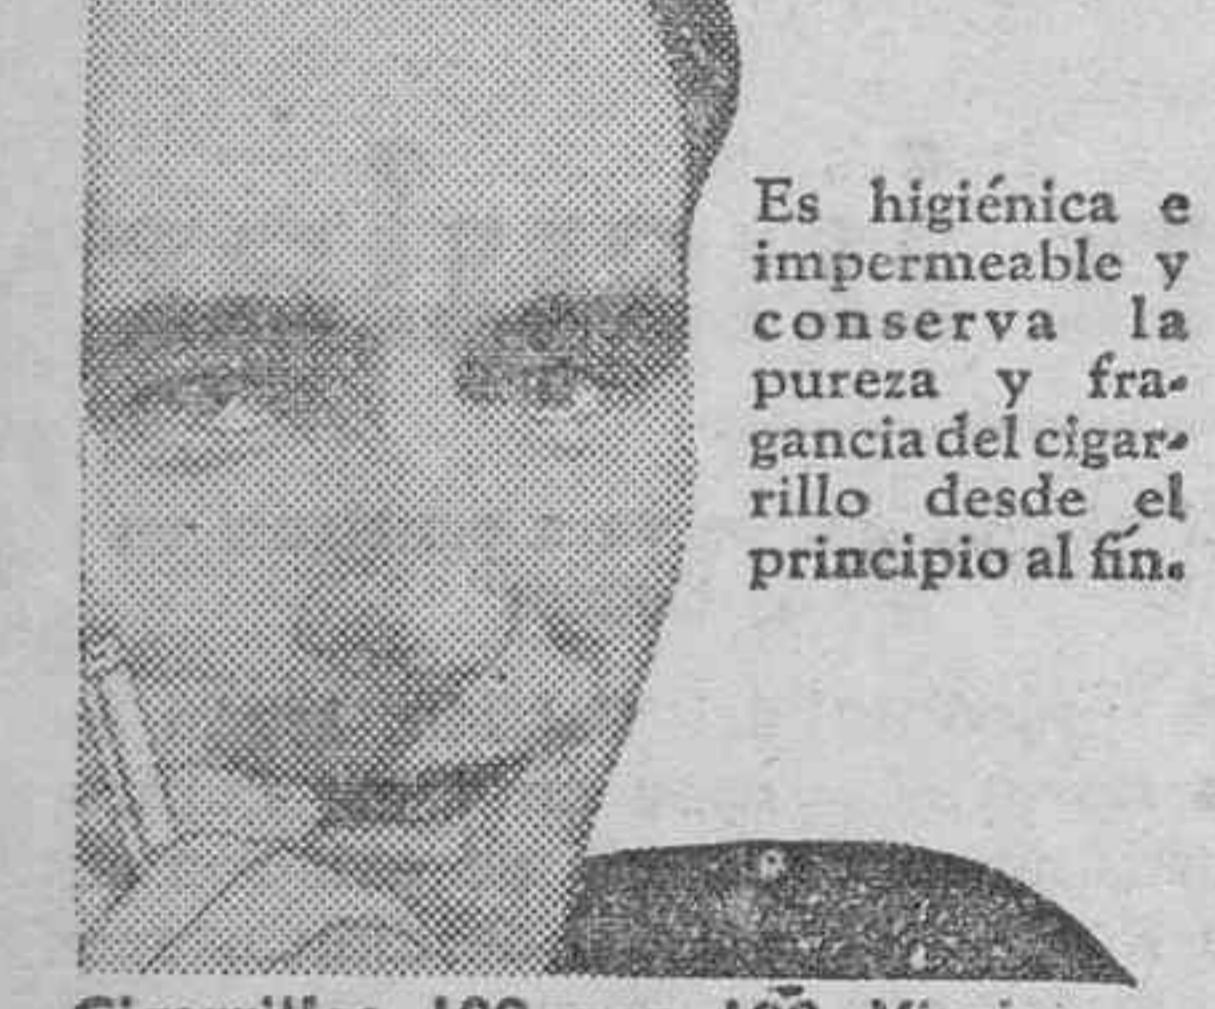 Es higiénica e
impermeable y
conserva la
pureza y fra-
gancia del cigar-
rillo desde el
principio al fín.